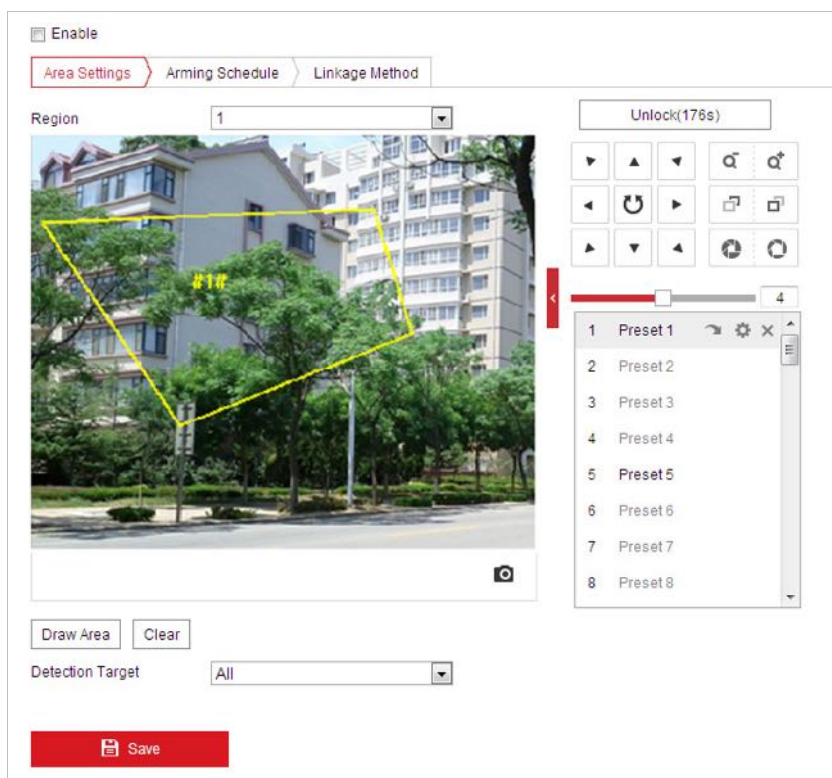 Enable
Area Settings
Arming Schedule
Linkage Method
Region
1
Unlock(176s)
#1#
4
1 Preset 1
2 Preset 2
3 Preset 3
4 Preset 4
5 Preset 5
6 Preset 6
7 Preset 7
8 Preset 8
Draw Area
Clear
Detection Target
All
Save